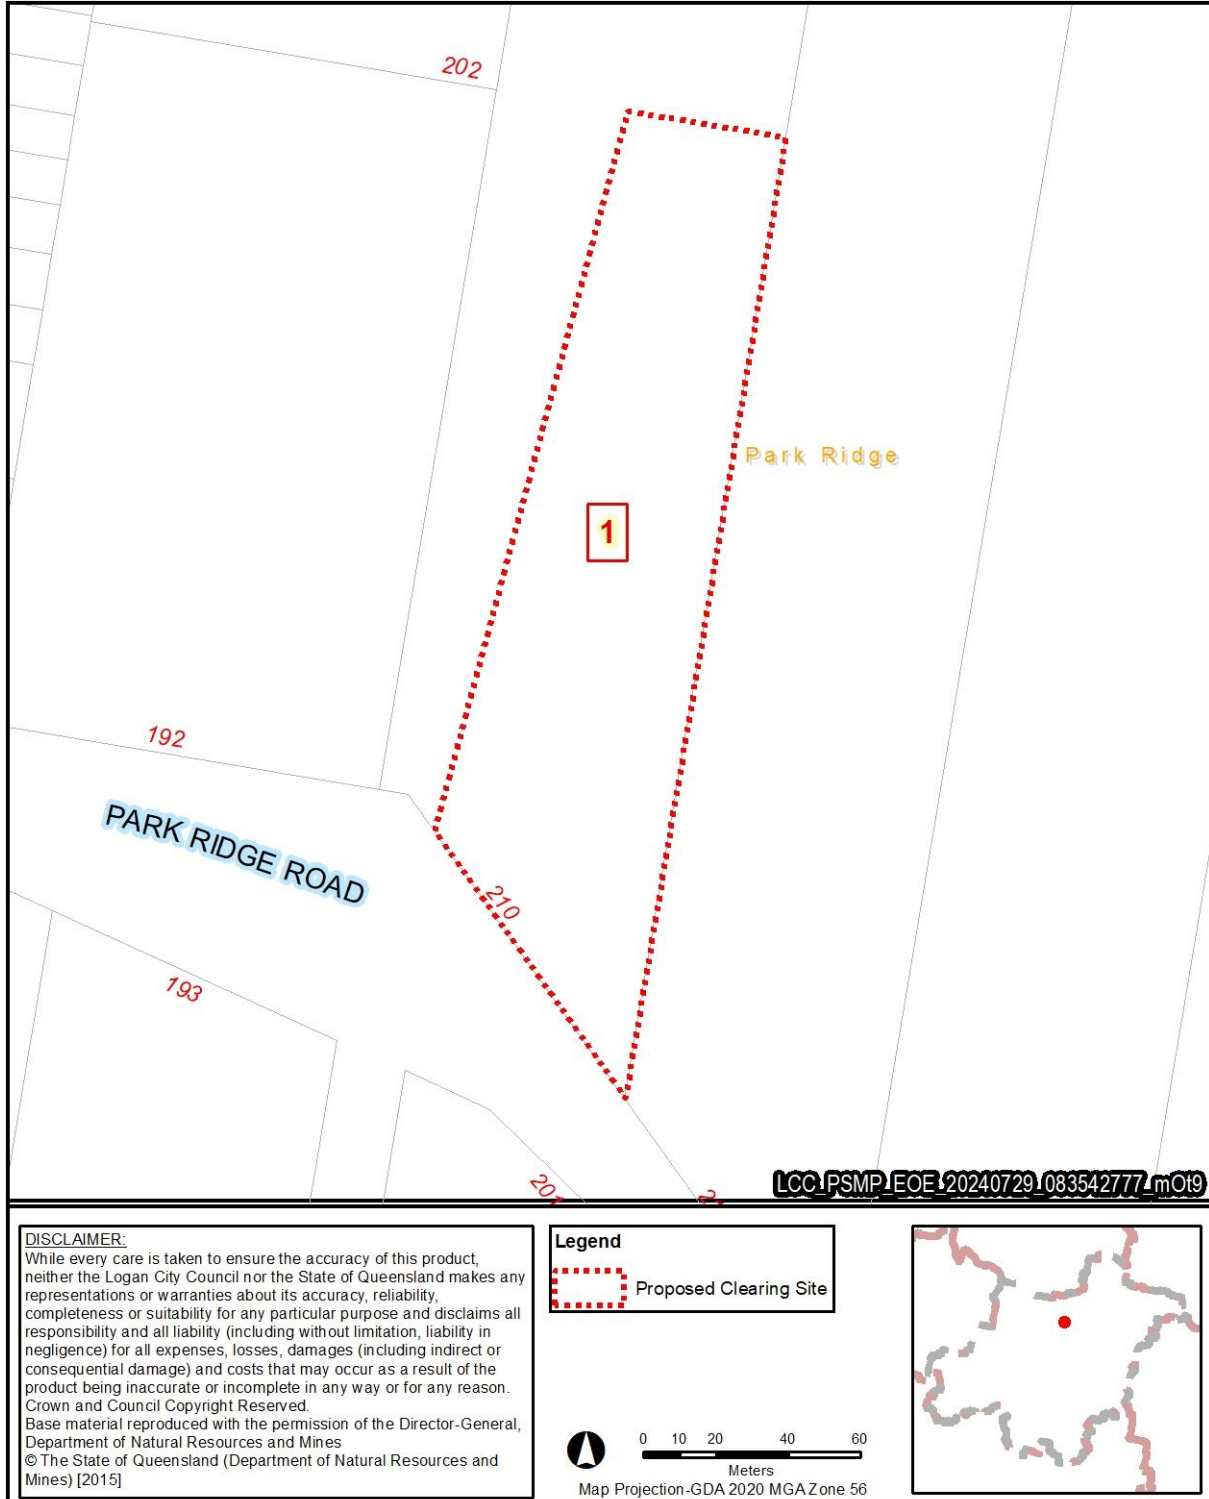 202
Park Ridge
1
192
PARK RIDGE ROAD
210
193
LCC_PSMP_EOE_20240729_083542777_mOt9
DISCLAIMER:
While every care is taken to ensure the accuracy of this product,
neither the Logan City Council nor the State of Queensland makes any
representations or warranties about its accuracy, reliability,
completeness or suitability for any particular purpose and disclaims all
responsibility and all liability (including without limitation, liability in
negligence) for all expenses, losses, damages (including indirect or
consequential damage) and costs that may occur as a result of the
product being inaccurate or incomplete in any way or for any reason.
Crown and Council Copyright Reserved.
Base material reproduced with the permission of the Director-General,
Department of Natural Resources and Mines
© The State of Queensland (Department of Natural Resources and
Mines) [2015]
Legend
Proposed Clearing Site
0 10 20 40 60
Meters
Map Projection-GDA 2020 MGA Zone 56